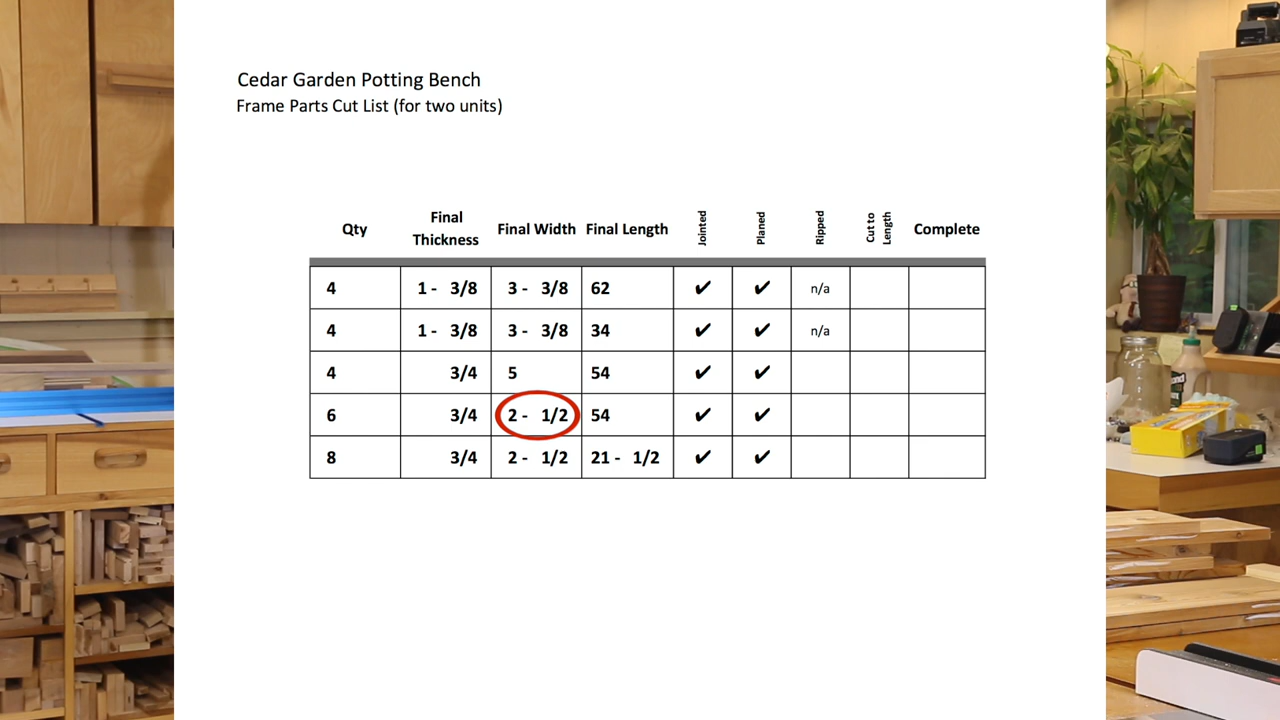 Cedar Garden Potting Bench
Frame Parts Cut List (for two units)
Qty Final Thickness Final Width Final Length Jointed Planed Ripped Cut to Length Complete
4 1 - 3/8 3 - 3/8 62 ✔ ✔ n/a
4 1 - 3/8 3 - 3/8 34 ✔ ✔ n/a
4 3/4 5 54 ✔ ✔
6 3/4 2 - 1/2 54 ✔ ✔
8 3/4 2 - 1/2 21 - 1/2 ✔ ✔